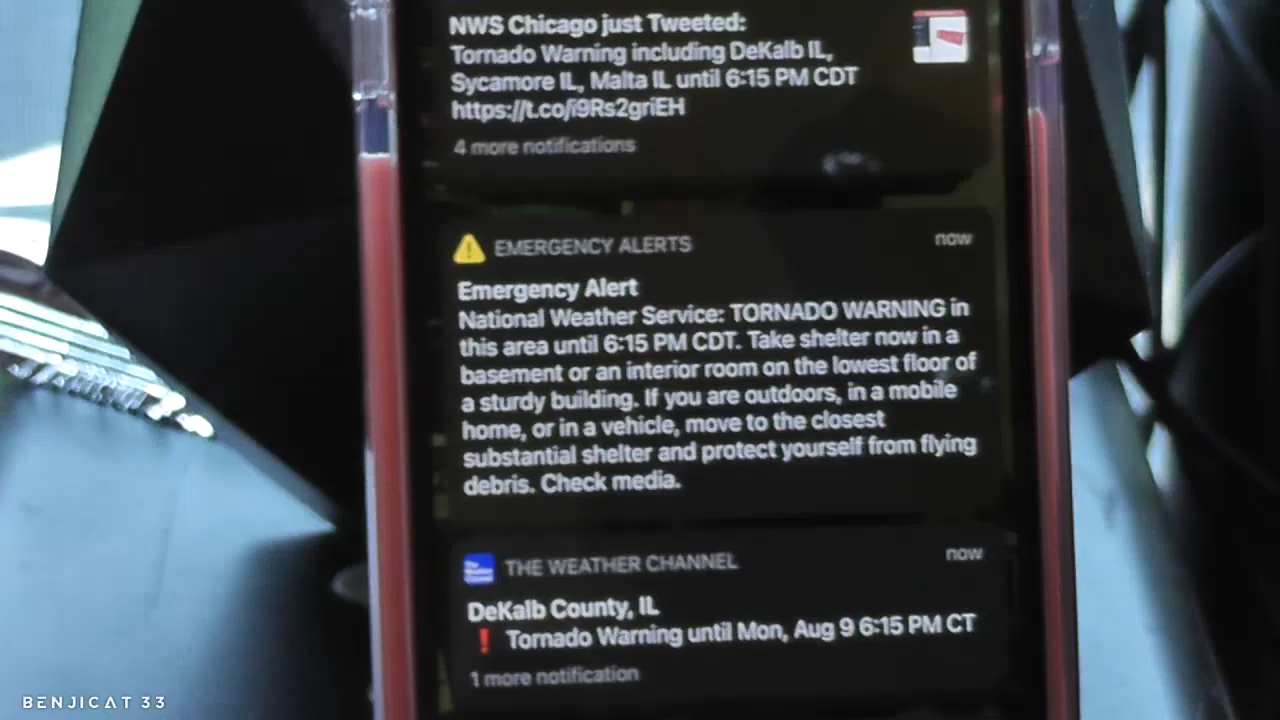 NWS Chicago just Tweeted:
Tornado Warning including DeKalb IL,
Sycamore IL, Malta IL until 6:15 PM CDT
https://t.co/i9Rs2griEH
4 more notifications
EMERGENCY ALERTS now
Emergency Alert
National Weather Service: TORNADO WARNING in
this area until 6:15 PM CDT. Take shelter now in a
basement or an interior room on the lowest floor of
a sturdy building. If you are outdoors, in a mobile
home, or in a vehicle, move to the closest
substantial shelter and protect yourself from flying
debris. Check media.
THE WEATHER CHANNEL now
DeKalb County, IL
❗ Tornado Warning until Mon, Aug 9 6:15 PM CT
1 more notification
BENJICAT 33